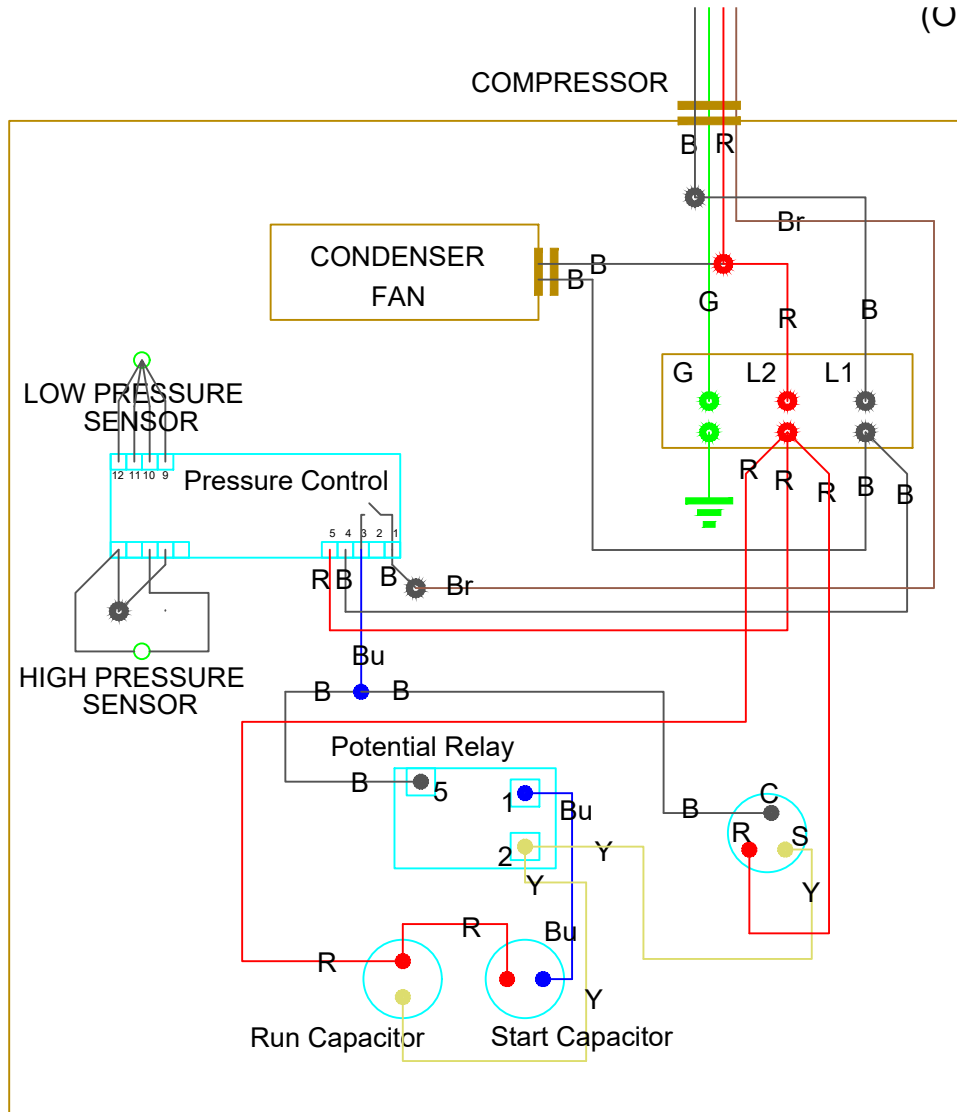 (O
COMPRESSOR
B R
Br
CONDENSER
FAN
B
B
G
R
B
G L2 L1
LOW PRESSURE
SENSOR
12 11 10 9
Pressure Control
5 4 3 2 1
R R R B B
R B B Br
HIGH PRESSURE
SENSOR
Bu
B B
Potential Relay
B 5 1 Bu
B C
R S
2 Y
Y Y
R Bu
R
Y
Run Capacitor Start Capacitor